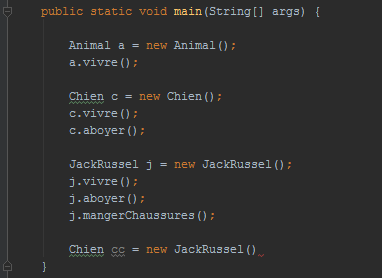 public static void main(String[] args) {
Animal a = new Animal();
a.vivre();
Chien c = new Chien();
c.vivre();
c.aboyer();
JackRussel j = new JackRussel();
j.vivre();
j.aboyer();
j.mangerChaussures();
Chien cc = new JackRussel()
}